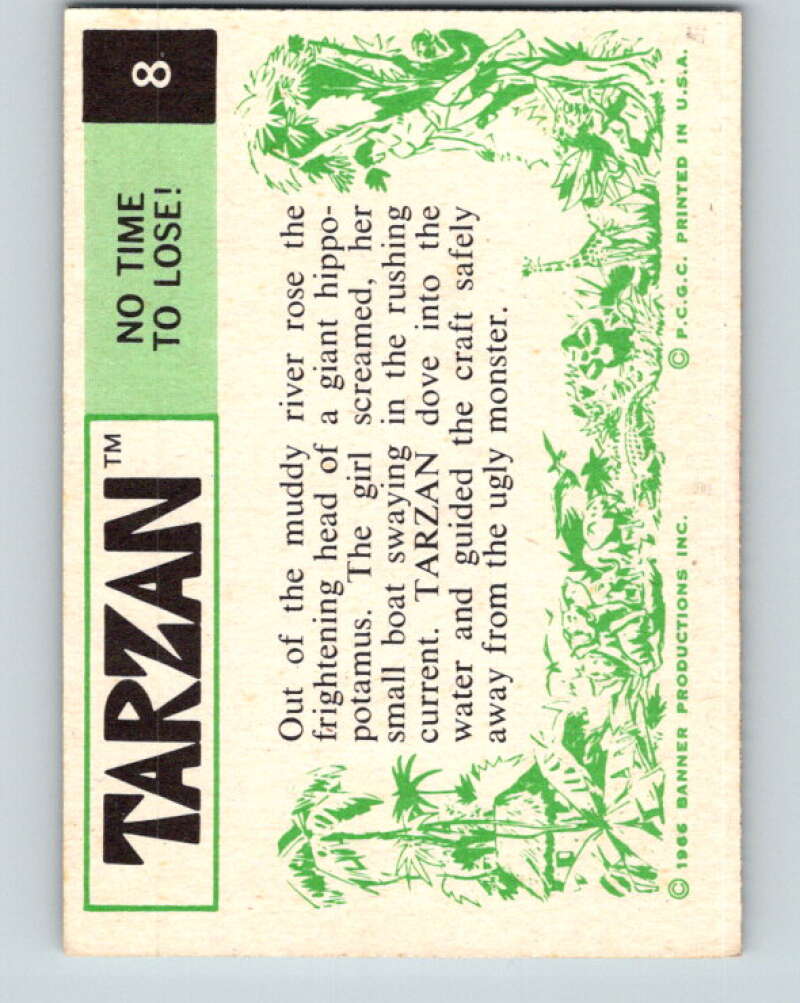 TARZAN™
NO TIME
TO LOSE!
8
Out of the muddy river rose the
frightening head of a giant hippo-
potamus. The girl screamed, her
small boat swaying in the rushing
current. TARZAN dove into the
water and guided the craft safely
away from the ugly monster.
© 1966 BANNER PRODUCTIONS INC. © P.C.G.C. PRINTED IN U.S.A.